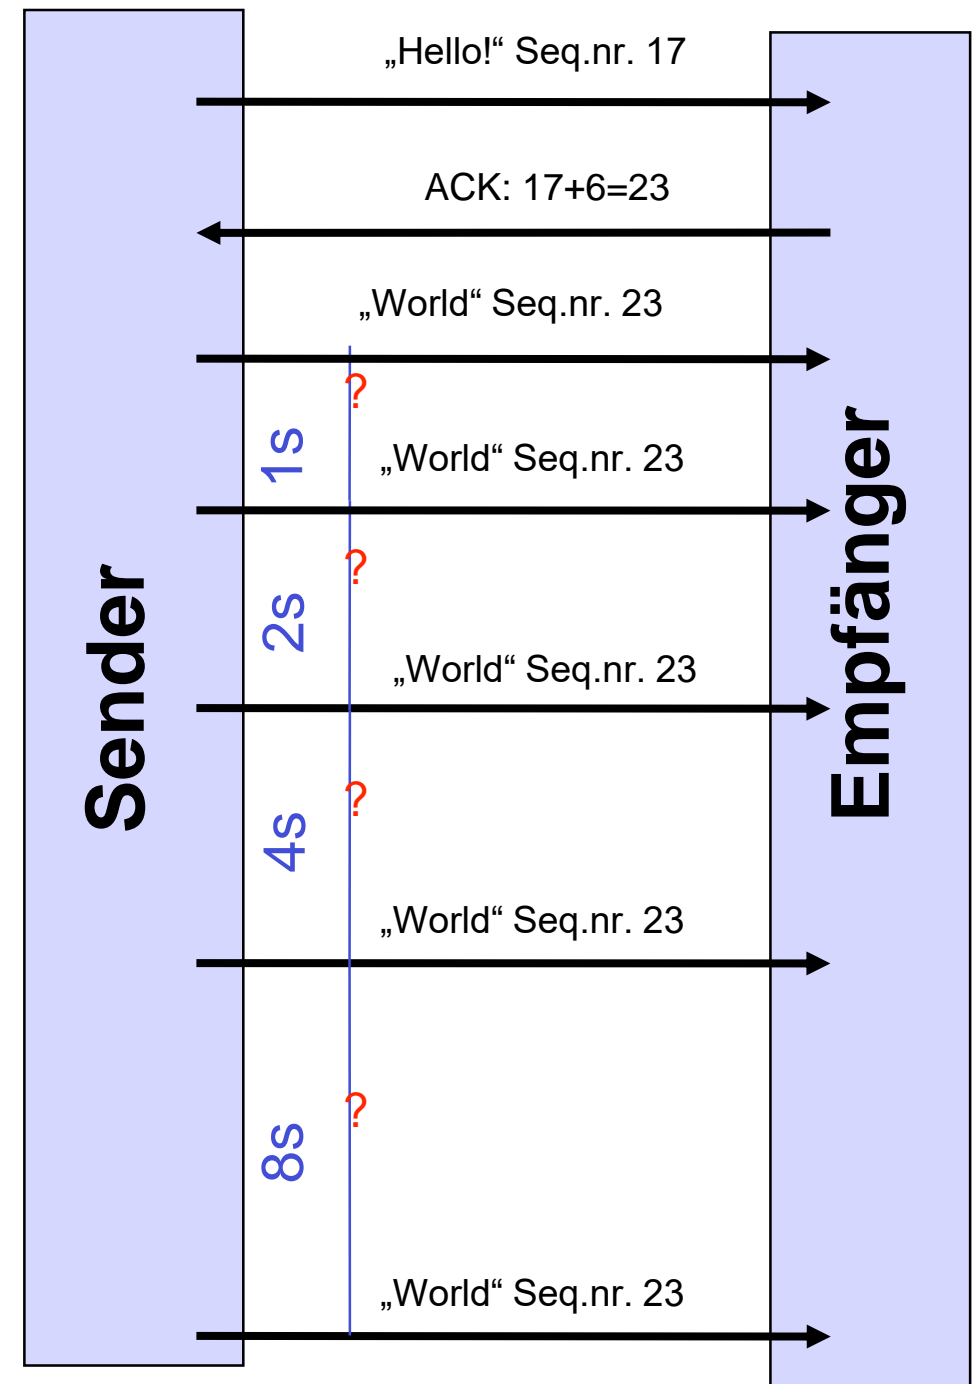 „Hello!“ Seq.nr. 17
ACK: 17+6=23
„World“ Seq.nr. 23
?
1s
„World“ Seq.nr. 23
?
2s
„World“ Seq.nr. 23
Sender
Empfänger
?
4s
„World“ Seq.nr. 23
?
8s
„World“ Seq.nr. 23